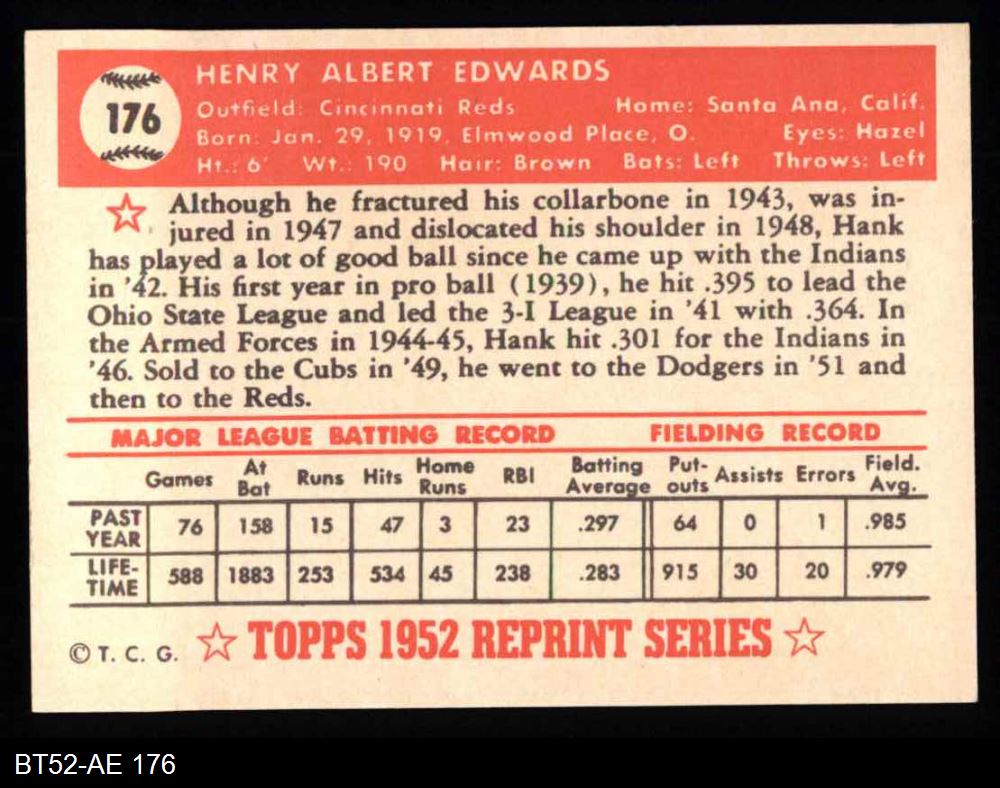 176
HENRY ALBERT EDWARDS
Outfield: Cincinnati Reds Home: Santa Ana, Calif.
Born: Jan. 29, 1919, Elmwood Place, O. Eyes: Hazel
Ht.: 6' Wt.: 190 Hair: Brown Bats: Left Throws: Left
Although he fractured his collarbone in 1943, was in-
jured in 1947 and dislocated his shoulder in 1948, Hank
has played a lot of good ball since he came up with the Indians
in '42. His first year in pro ball (1939), he hit .395 to lead the
Ohio State League and led the 3-I League in '41 with .364. In
the Armed Forces in 1944-45, Hank hit .301 for the Indians in
'46. Sold to the Cubs in '49, he went to the Dodgers in '51 and
then to the Reds.
MAJOR LEAGUE BATTING RECORD FIELDING RECORD
Games At Bat Runs Hits Home Runs RBI Batting Average Put-outs Assists Errors Field. Avg.
PAST YEAR 76 158 15 47 3 23 .297 64 0 1 .985
LIFE-TIME 588 1883 253 534 45 238 .283 915 30 20 .979
© T. C. G. ☆ TOPPS 1952 REPRINT SERIES ☆
BT52-AE 176